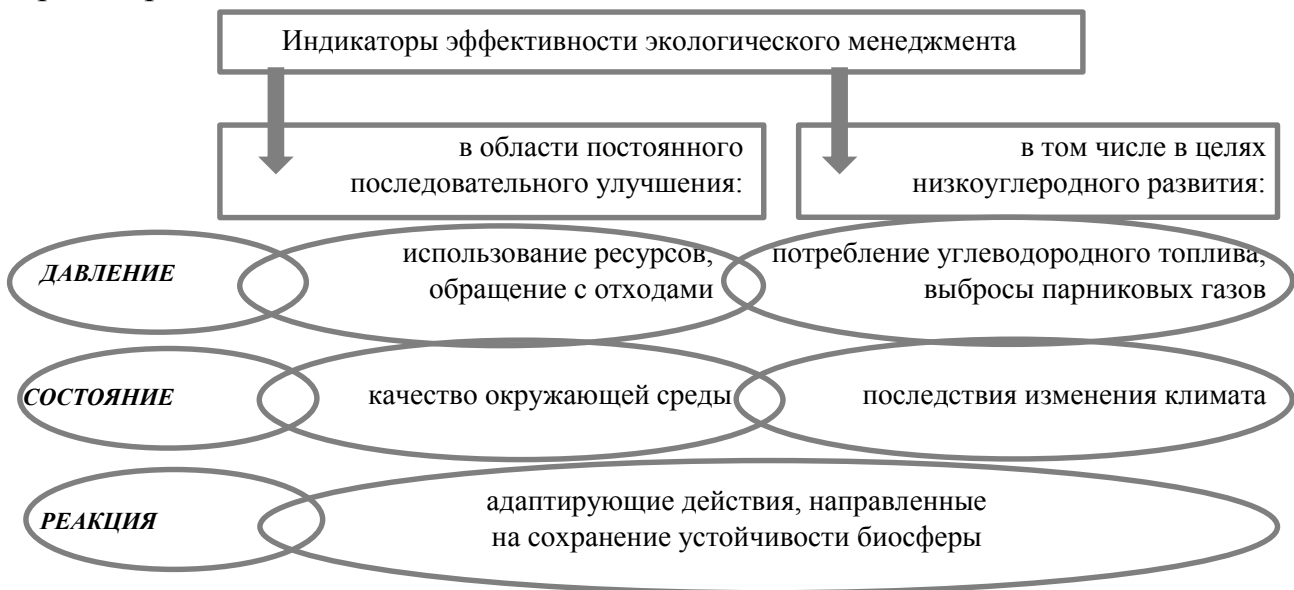 Индикаторы эффективности экологического менеджмента
в области постоянного
последовательного улучшения:
в том числе в целях
низкоуглеродного развития:
ДАВЛЕНИЕ
использование ресурсов,
обращение с отходами
потребление углеводородного топлива,
выбросы парниковых газов
СОСТОЯНИЕ
качество окружающей среды
последствия изменения климата
РЕАКЦИЯ
адаптирующие действия, направленные
на сохранение устойчивости биосферы